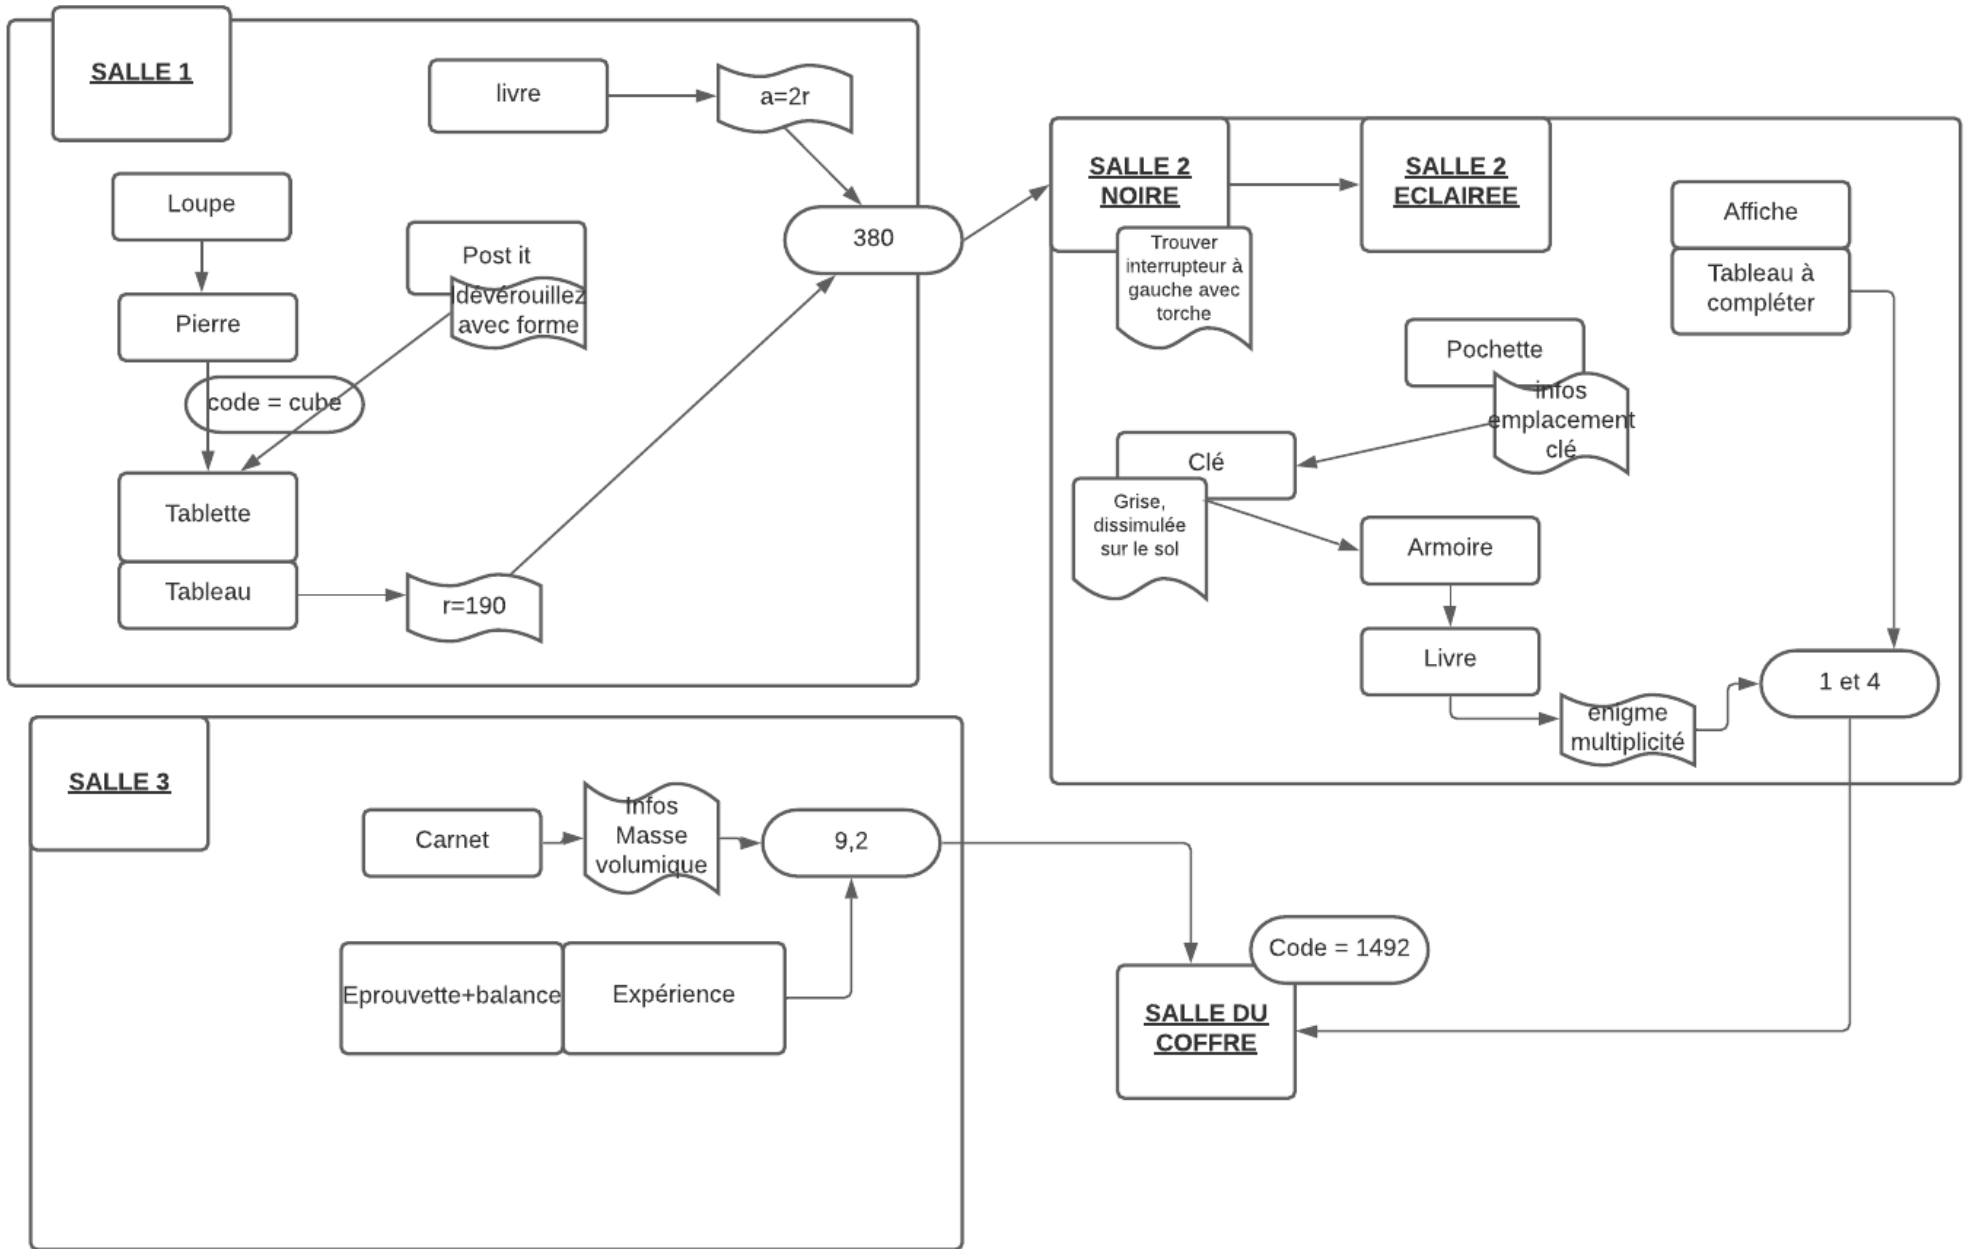 SALLE 1
livre
a=2r
Loupe
Post it
Idévérouillez
avec forme
380
Pierre
code = cube
Tablette
Tableau
r=190
SALLE 2
NOIRE
Trouver
interrupteur à
gauche avec
torche
SALLE 2
ECLAIREE
Affiche
Tableau à
compléter
Pochette
infos
emplacement
clé
Clé
Grise,
dissimulée
sur le sol
Armoire
Livre
enigme
multiplicité
1 et 4
SALLE 3
Carnet
Infos
Masse
volumique
9,2
Eprouvette+balance
Expérience
Code = 1492
SALLE DU
COFFRE